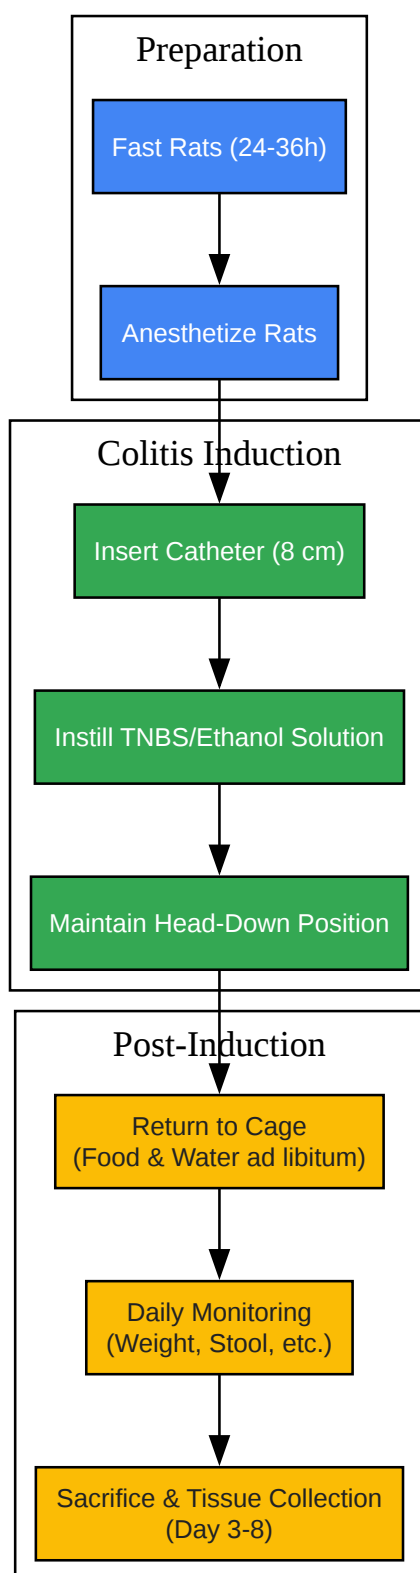 Preparation
Fast Rats (24-36h)
Anesthetize Rats
Colitis Induction
Insert Catheter (8 cm)
Instill TNBS/Ethanol Solution
Maintain Head-Down Position
Post-Induction
Return to Cage
(Food & Water ad libitum)
Daily Monitoring
(Weight, Stool, etc.)
Sacrifice & Tissue Collection
(Day 3-8)